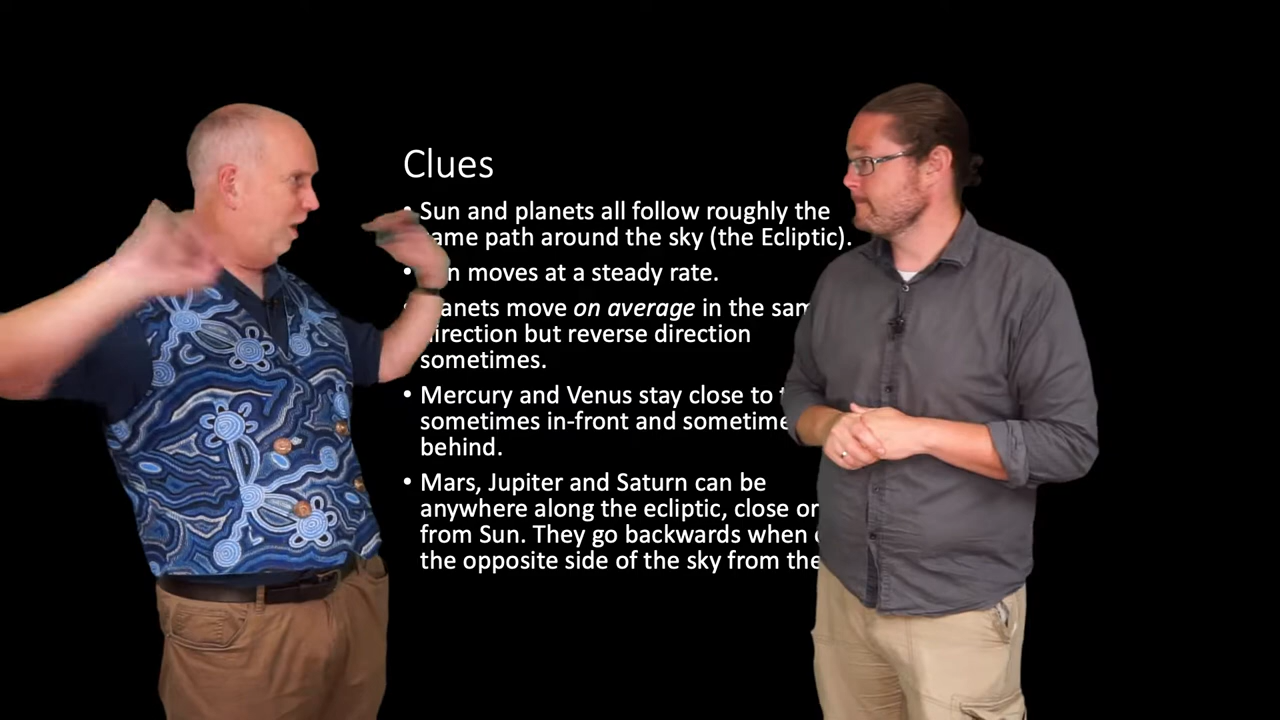 Clues
• Sun and planets all follow roughly the
ame path around the sky (the Ecliptic).
• n moves at a steady rate.
anets move on average in the sam
direction but reverse direction
sometimes.
• Mercury and Venus stay close to
sometimes in-front and sometime
behind.
• Mars, Jupiter and Saturn can be
anywhere along the ecliptic, close or
from Sun. They go backwards when
the opposite side of the sky from the